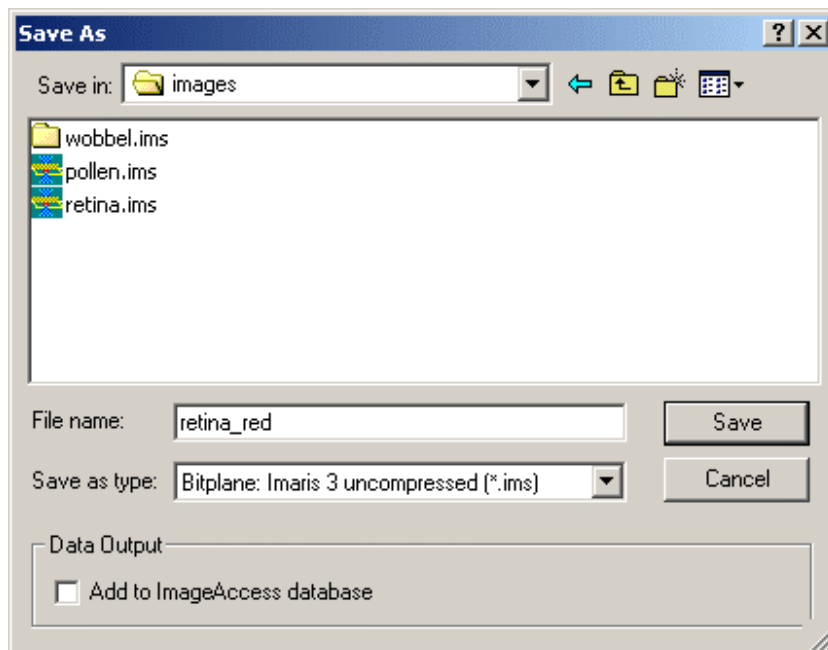 Save As
Save in: images
wobbel.ims
pollen.ims
retina.ims
File name: retina_red Save
Save as type: Bitplane: Imaris 3 uncompressed (*.ims) Cancel
Data Output
Add to ImageAccess database